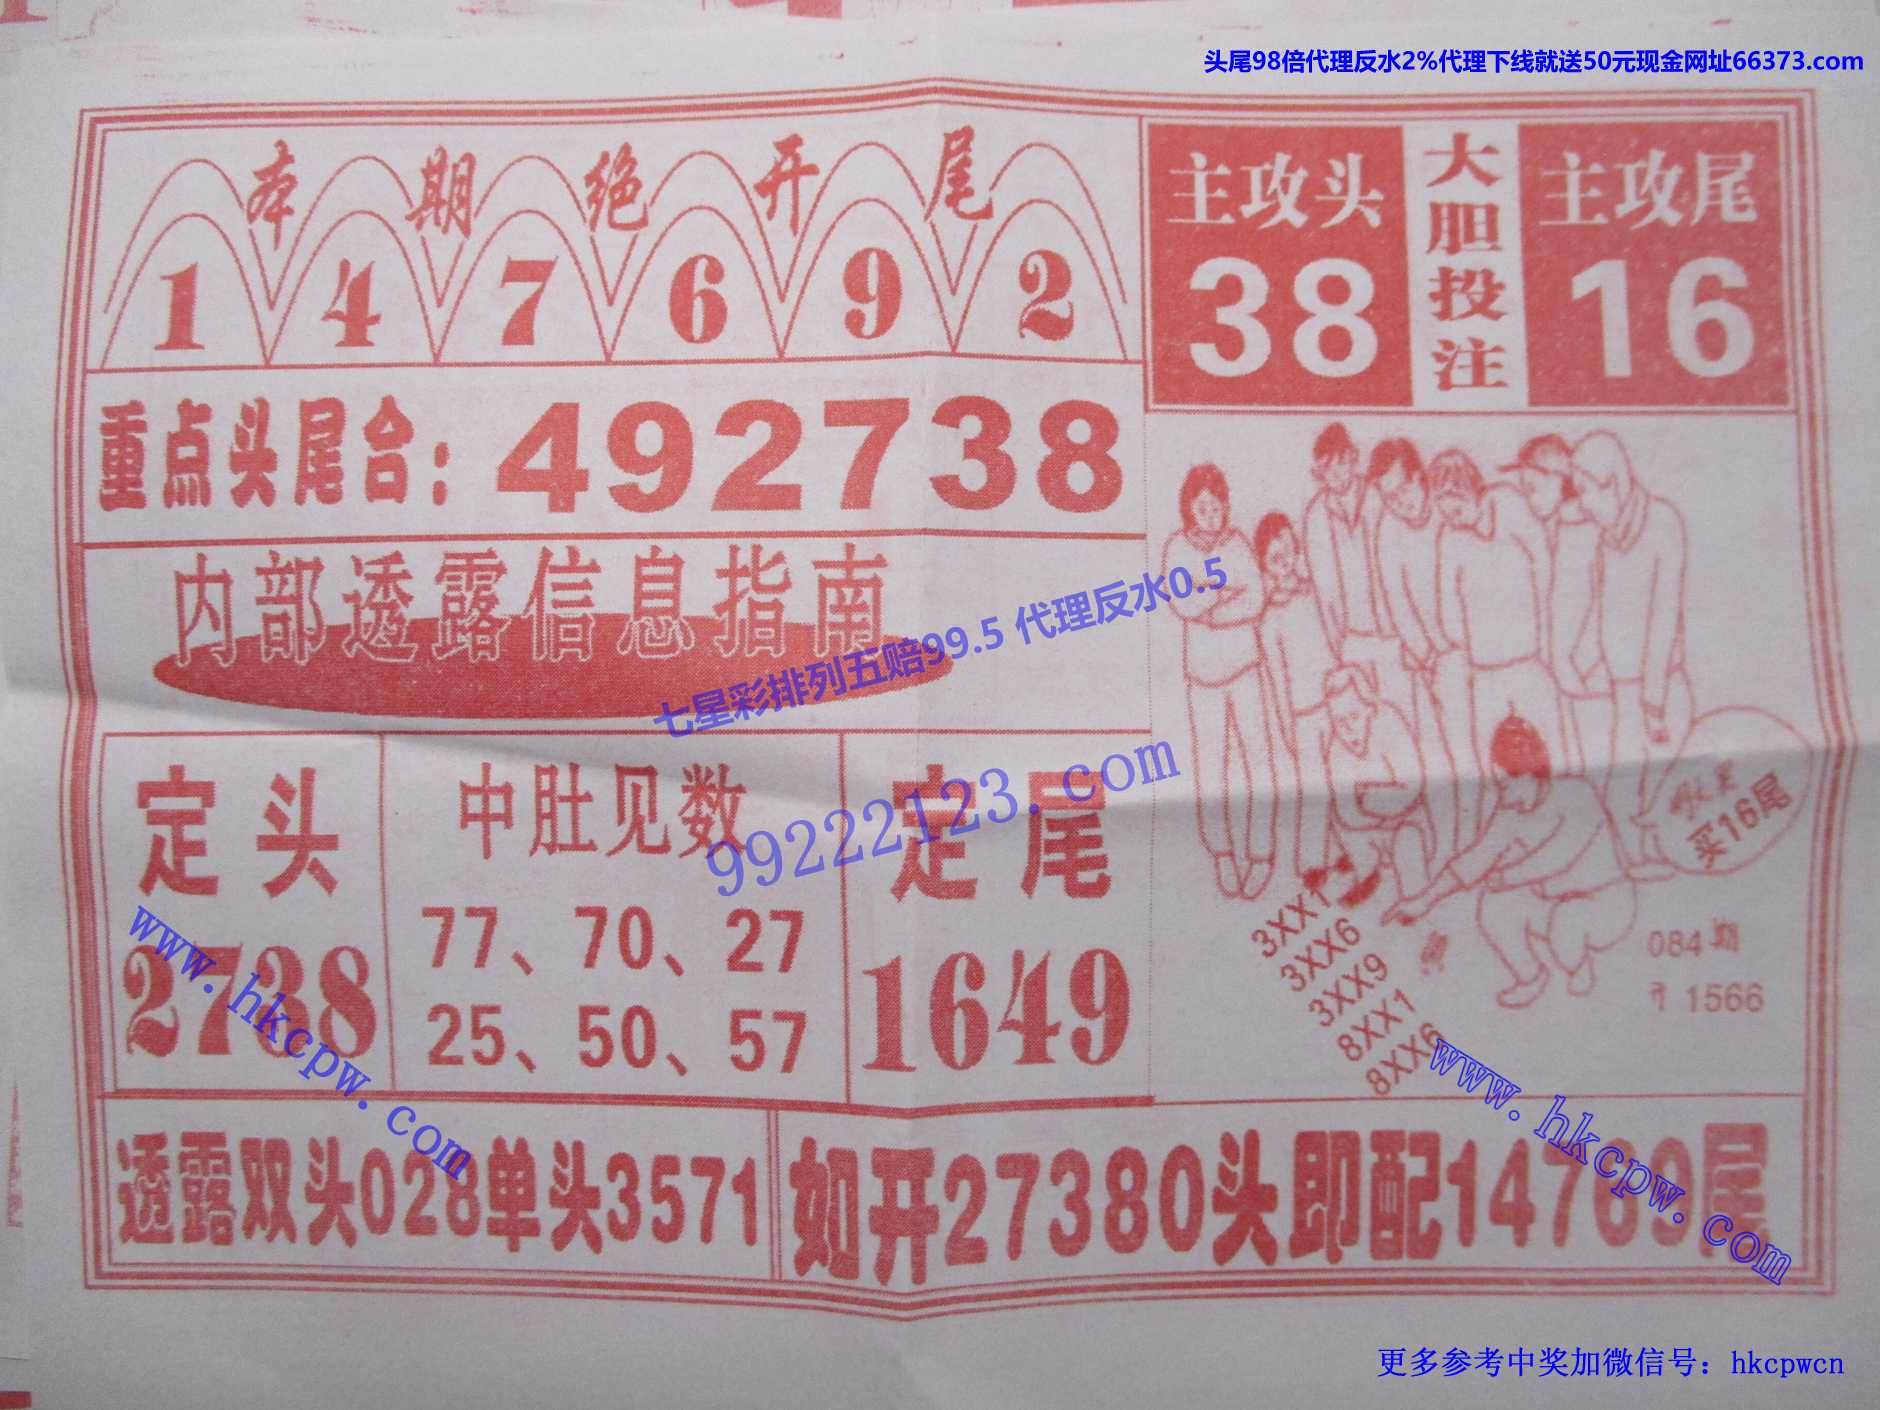 头尾98倍代理反水2%代理下线就送50元现金网址66373.com
本期绝开尾
1 4 7 6 9 2
主攻头
38
大胆投注
主攻尾
16
重点头尾合：492738
内部透露信息指南
七星彩排列五赔99.5 代理反水0.5
99222123.com
定头
2738
中肚见数
77、70、27
25、50、57
定尾
1649
买16尾
3XX1
3XX6
3XX9
8XX1
8XX6
084期
1566
www.hkcpw.com
www.hkcpw.com
透露双头028单头3571
如开27380头即配14769尾
更多参考中奖加微信号：hkcpwcn